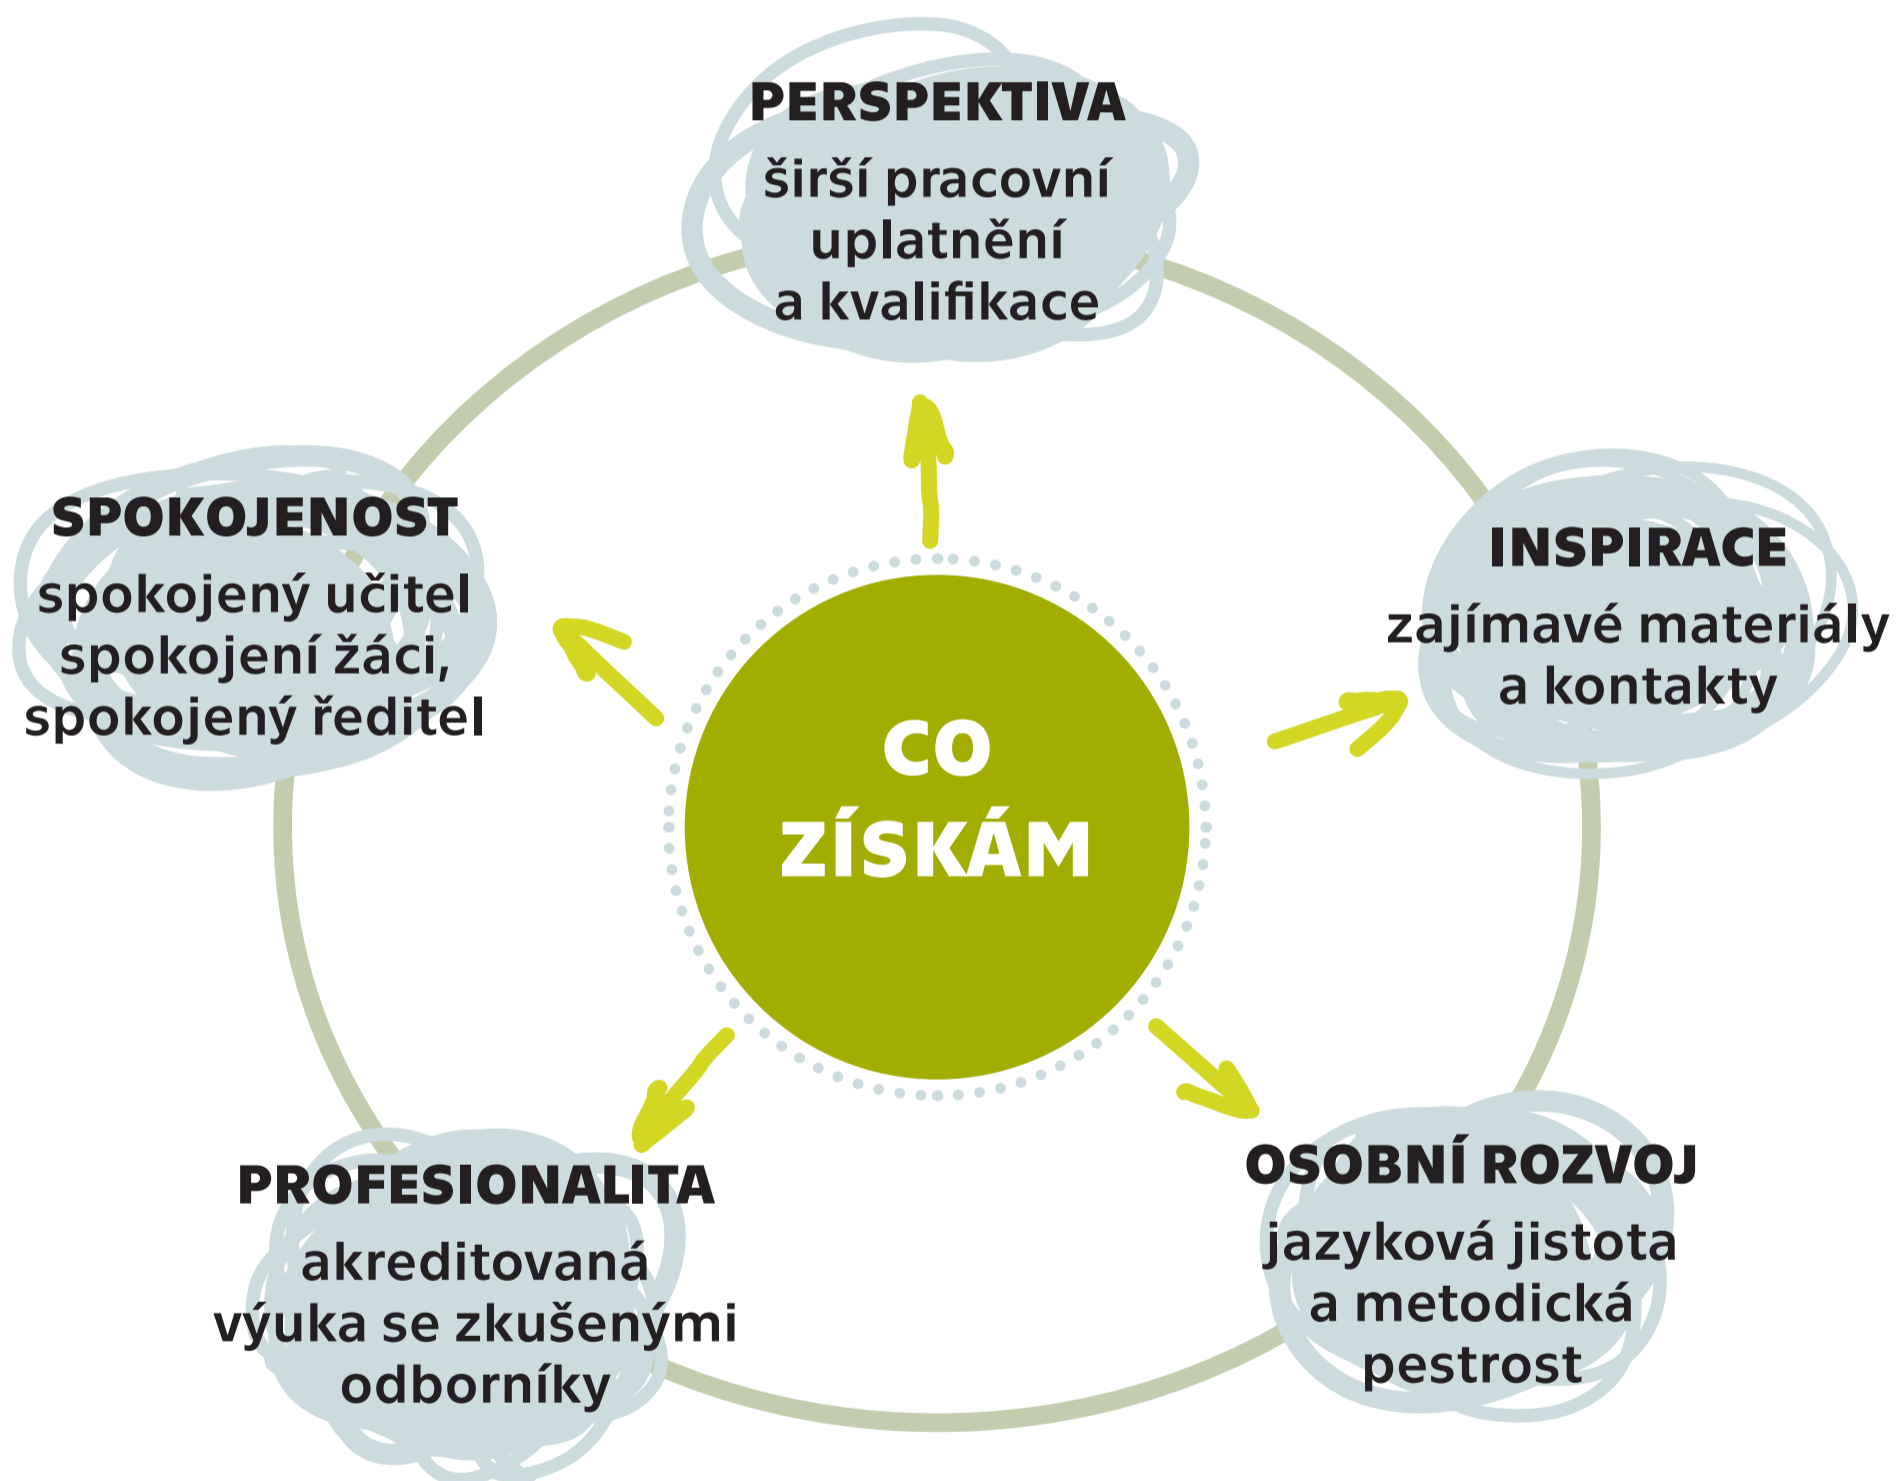 PERSPEKTIVA
širší pracovní
uplatnění
a kvalifikace
SPOKOJENOST
spokojený učitel
spokojení žáci,
spokojený ředitel
INSPIRACE
zajímavé materiály
a kontakty
CO
ZÍSKÁM
PROFESIONALITA
akreditovaná
výuka se zkušenými
odborníky
OSOBNÍ ROZVOJ
jazyková jistota
a metodická
pestrost